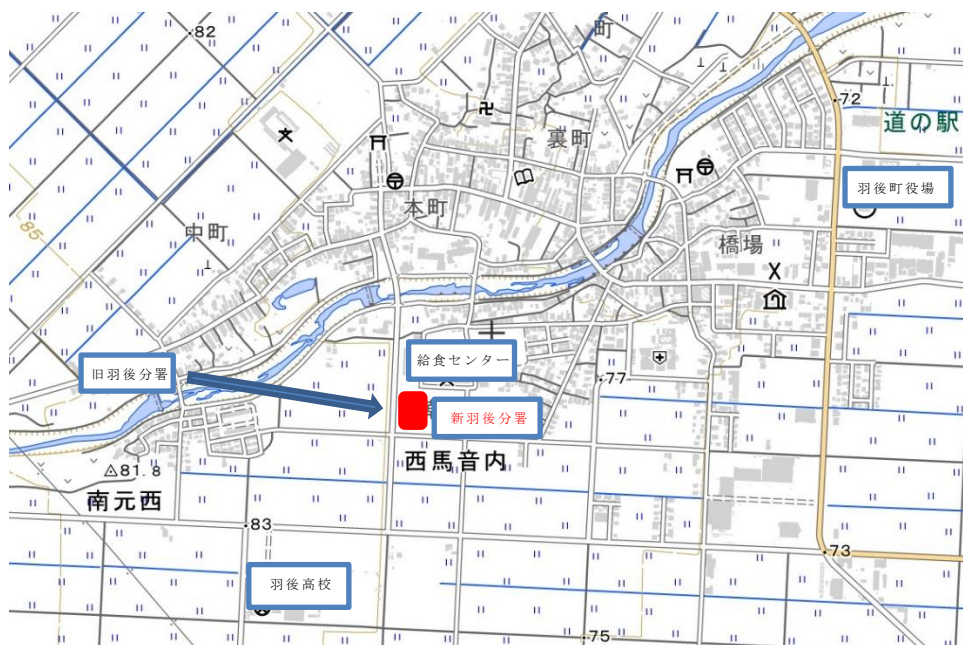 82
町
72
道の駅
裏町
羽後町役場
本町
中町
85
橋場
給食センター
旧羽後分署
77
新羽後分署
西馬音内
81.8
南元西
83
73
羽後高校
75